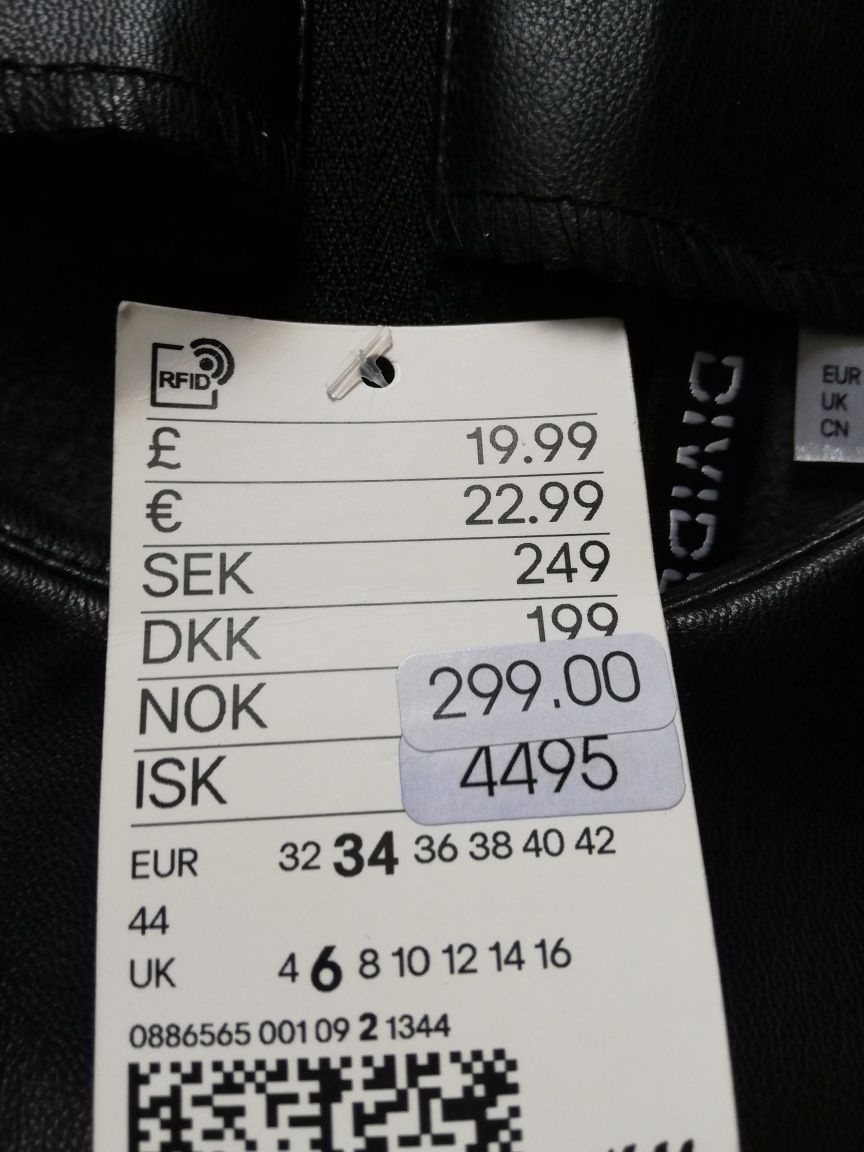 RFID
£ 19.99
€ 22.99
SEK 249
DKK 199
NOK 299.00
ISK 4495
EUR 32 34 36 38 40 42
44
UK 4 6 8 10 12 14 16
0886565 001 09 2 1344
DIVID
EUR
UK
CN